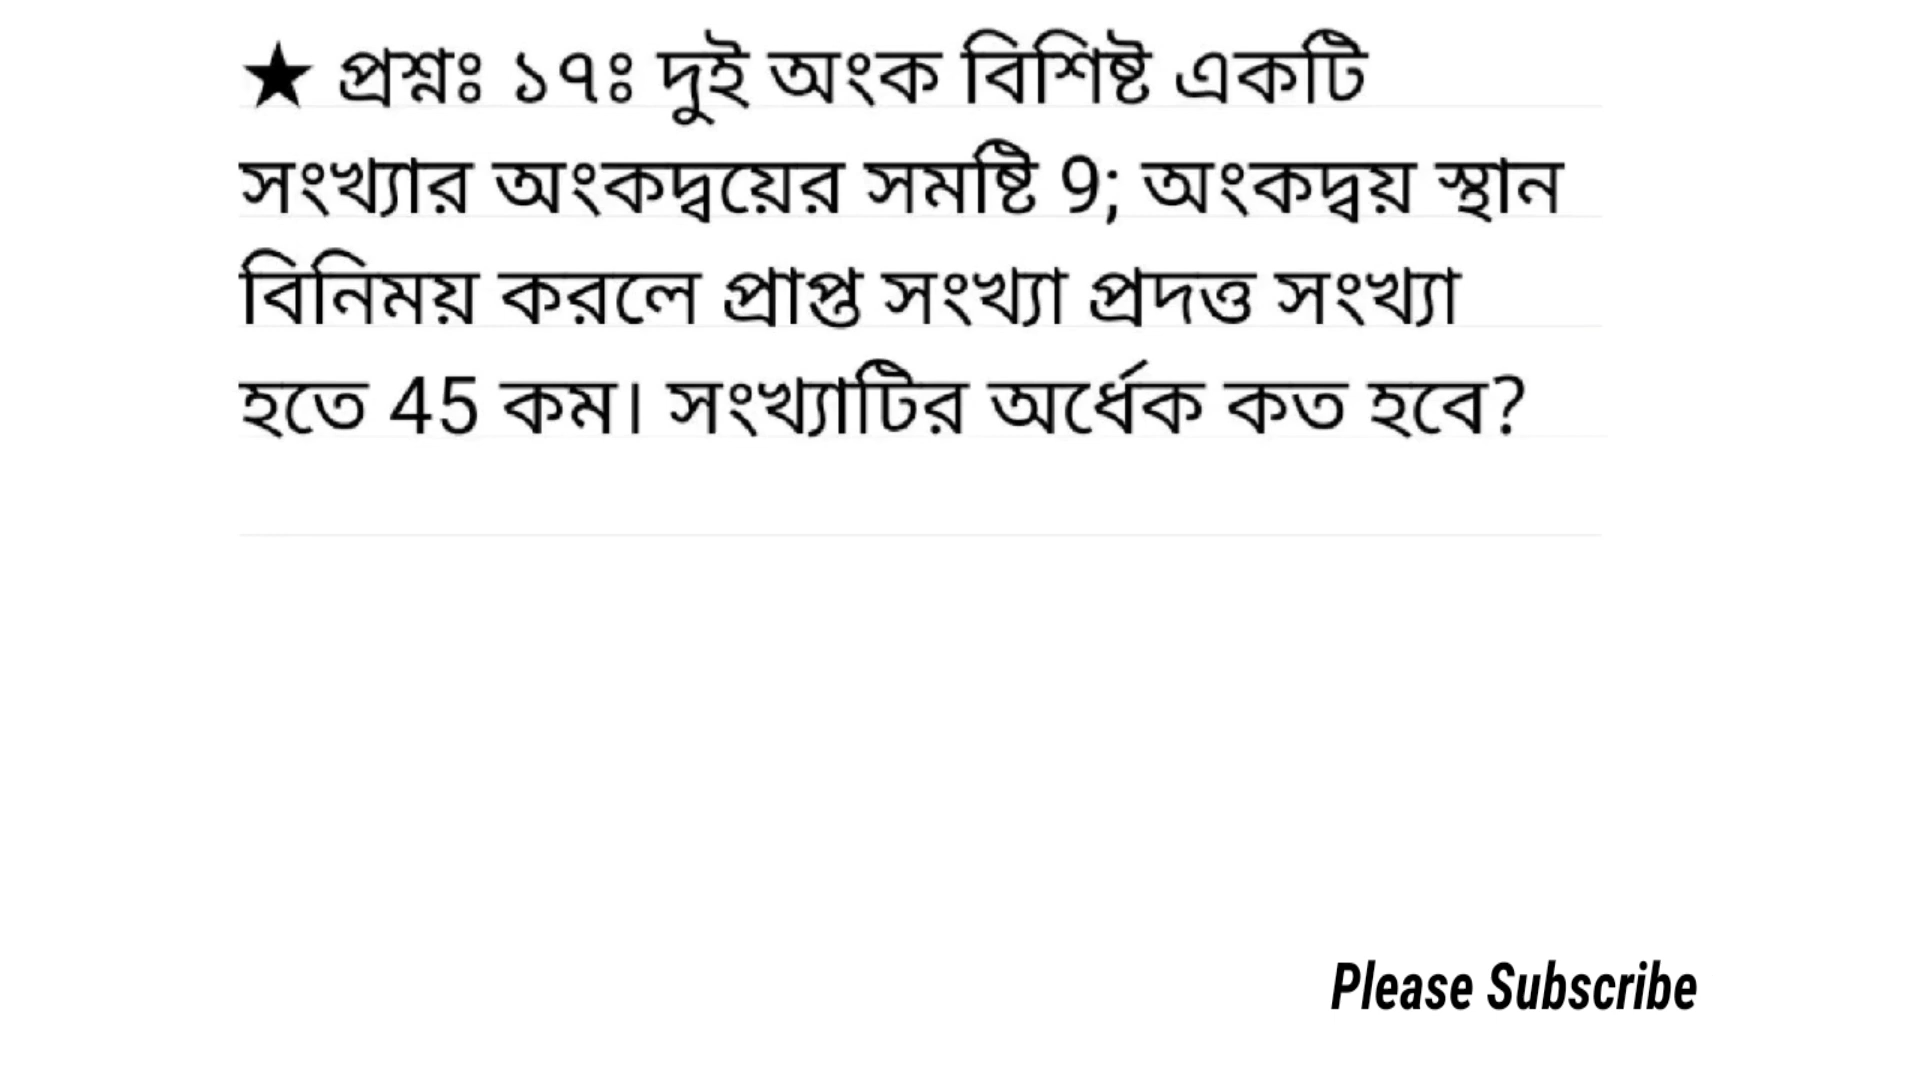 ★ প্রশ্নঃ ১৭ঃ দুই অংক বিশিষ্ট একটি
সংখ্যার অংকদ্বয়ের সমষ্টি 9; অংকদ্বয় স্থান
বিনিময় করলে প্রাপ্ত সংখ্যা প্রদত্ত সংখ্যা
হতে 45 কম। সংখ্যাটির অর্ধেক কত হবে?
Please Subscribe